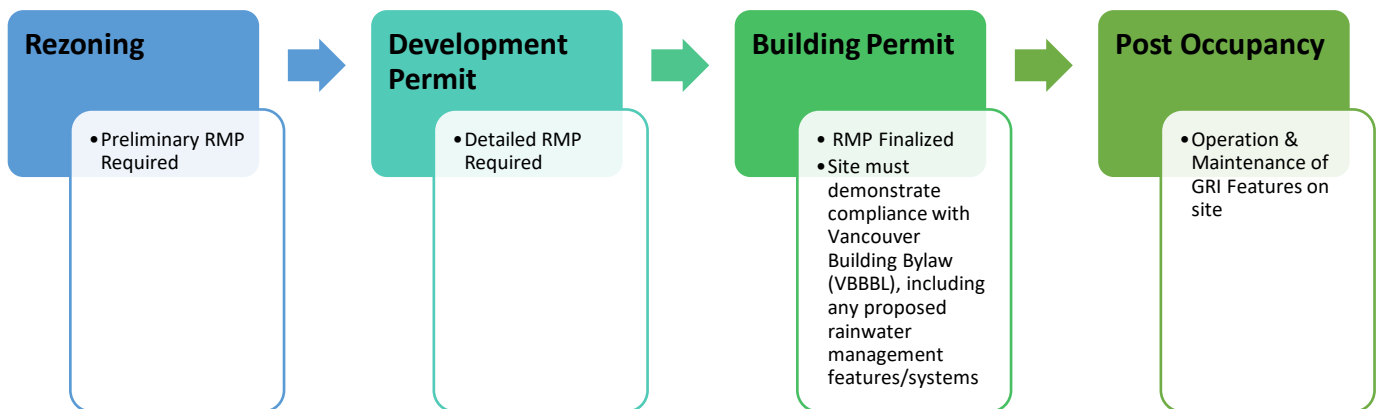 Rezoning
• Preliminary RMP
Required
Development
Permit
• Detailed RMP
Required
Building Permit
• RMP Finalized
• Site must
demonstrate
compliance with
Vancouver
Building Bylaw
(VBBBL), including
any proposed
rainwater
management
features/systems
Post Occupancy
• Operation &
Maintenance of
GRI Features on
site